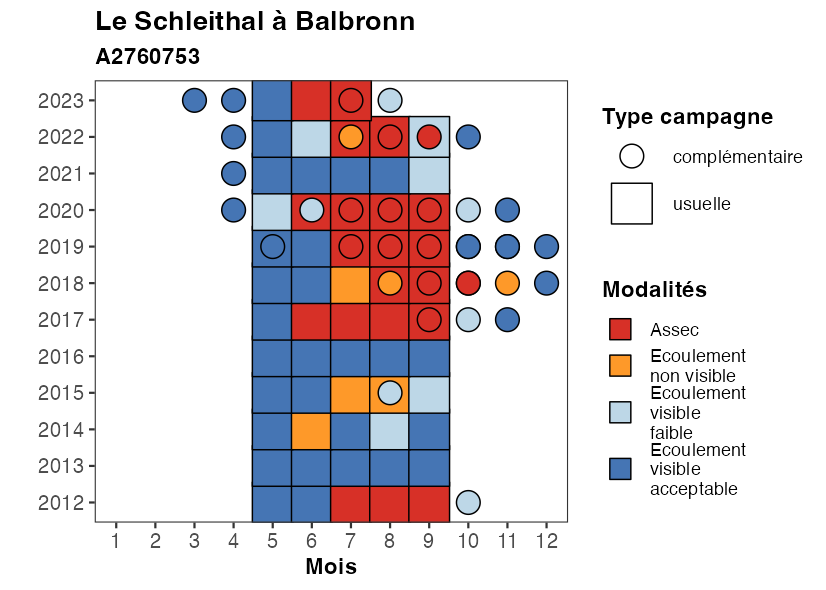 Le Schleithal à Balbronn
A2760753
2023
2022
2021
2020
2019
2018
2017
2016
2015
2014
2013
2012
1 2 3 4 5 6 7 8 9 10 11 12
Mois
Type campagne
complémentaire
usuelle
Modalités
Assec
Ecoulement
non visible
Ecoulement
visible
faible
Ecoulement
visible
acceptable